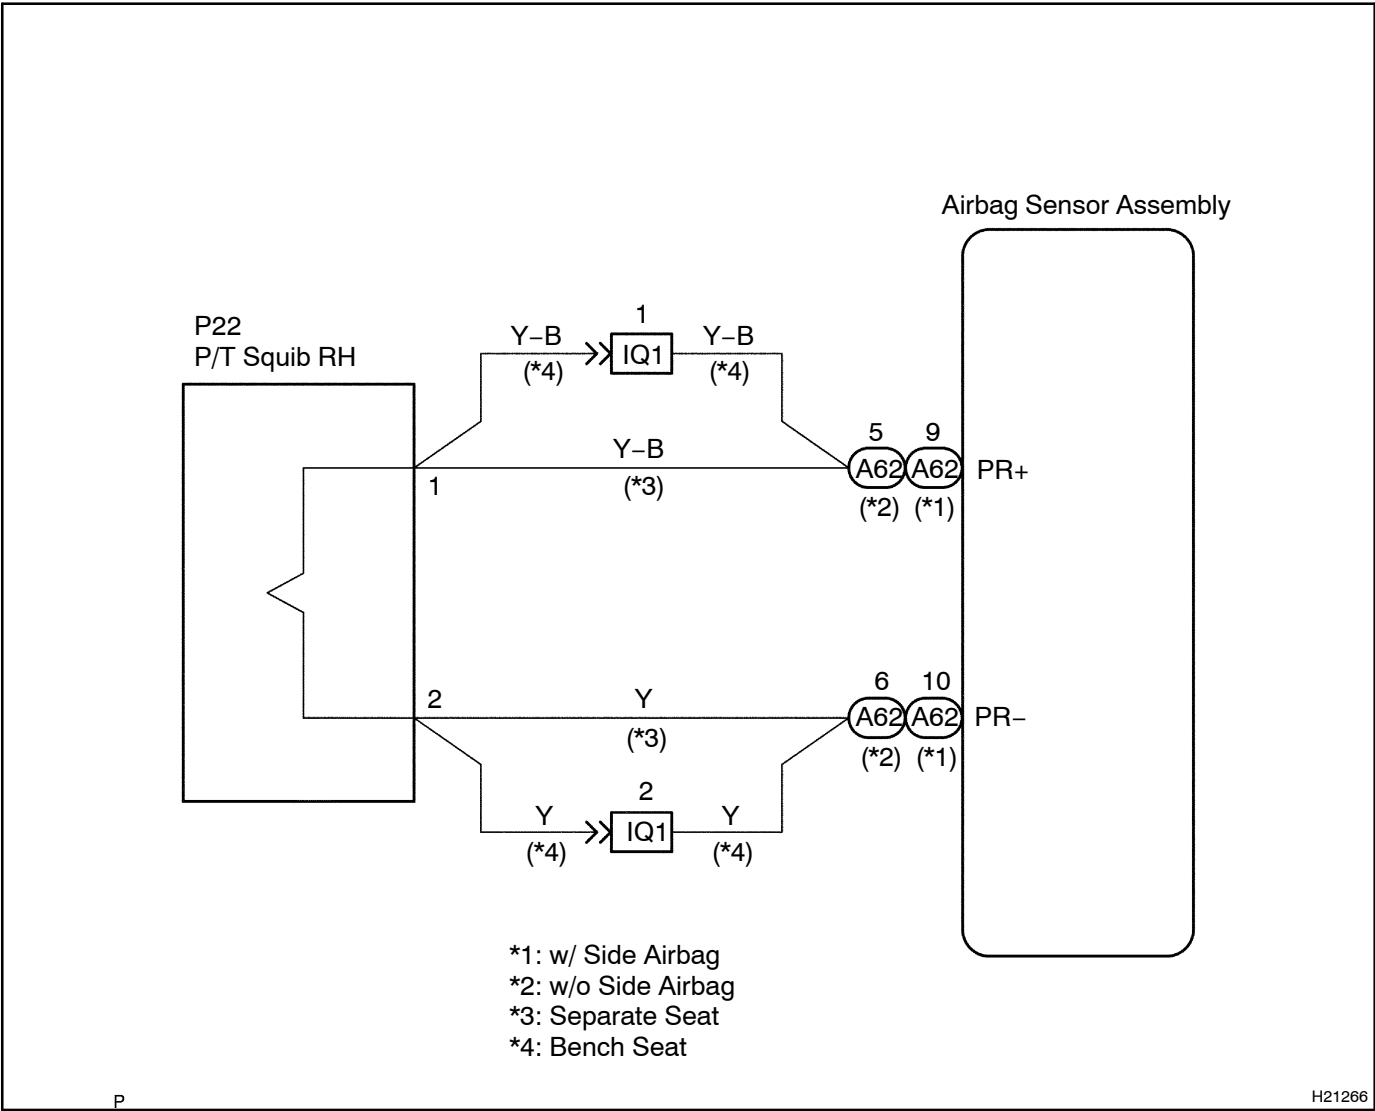 Airbag Sensor Assembly
P22
P/T Squib RH
1
Y−B
IQ1
Y−B
(*4)
(*4)
Y−B
(*3)
1
5
9
A62
A62
PR+
(*2)
(*1)
2
Y
(*3)
6
10
A62
A62
PR−
(*2)
(*1)
2
Y
IQ1
Y
(*4)
(*4)
*1: w/ Side Airbag
*2: w/o Side Airbag
*3: Separate Seat
*4: Bench Seat
P
H21266